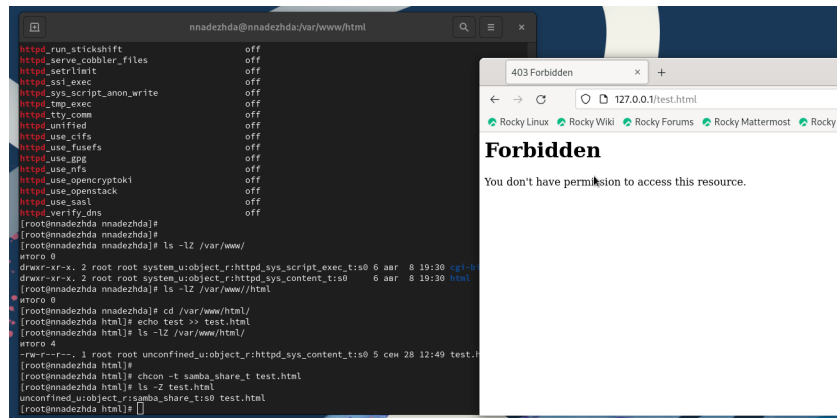 nnadezhda@nnadezhda:/var/www/html
httpd_run_stickshift off
httpd_serve_cobbler_files off
httpd_setrlimit off
httpd_ssi_exec off
httpd_sys_script_anon_write off
httpd_tmp_exec off
httpd_tty_comm off
httpd_unified off
httpd_use_cifs off
httpd_use_fusefs off
httpd_use_gpg off
httpd_use_nfs off
httpd_use_opencryptoki off
httpd_use_openstack off
httpd_use_sasl off
httpd_verify_dns off
[root@nnadezhda nnadezhda]#
[root@nnadezhda nnadezhda]#
[root@nnadezhda nnadezhda]# ls -lZ /var/www/
итого 0
drwxr-xr-x. 2 root root system_u:object_r:httpd_sys_script_exec_t:s0 6 авг 8 19:30 cgi-bi
drwxr-xr-x. 2 root root system_u:object_r:httpd_sys_content_t:s0 6 авг 8 19:30 html
[root@nnadezhda nnadezhda]# ls -lZ /var/www//html
итого 0
[root@nnadezhda nnadezhda]# cd /var/www/html/
[root@nnadezhda html]# echo test >> test.html
[root@nnadezhda html]# ls -lZ /var/www/html/
итого 4
-rw-r--r--. 1 root root unconfined_u:object_r:httpd_sys_content_t:s0 5 сен 28 12:49 test.h
[root@nnadezhda html]#
[root@nnadezhda html]# chcon -t samba_share_t test.html
[root@nnadezhda html]# ls -Z test.html
unconfined_u:object_r:samba_share_t:s0 test.html
[root@nnadezhda html]#
403 Forbidden
127.0.0.1/test.html
Rocky Linux Rocky Wiki Rocky Forums Rocky Mattermost Rocky
Forbidden
You don't have permission to access this resource.